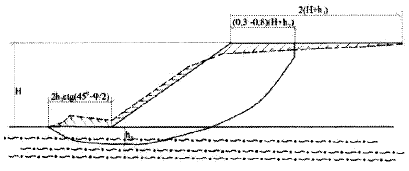 2(H+h₁)
(0,3 -0,8)(H+h₁)
H
2h₁ctg(45°-Φ/2)
h₁